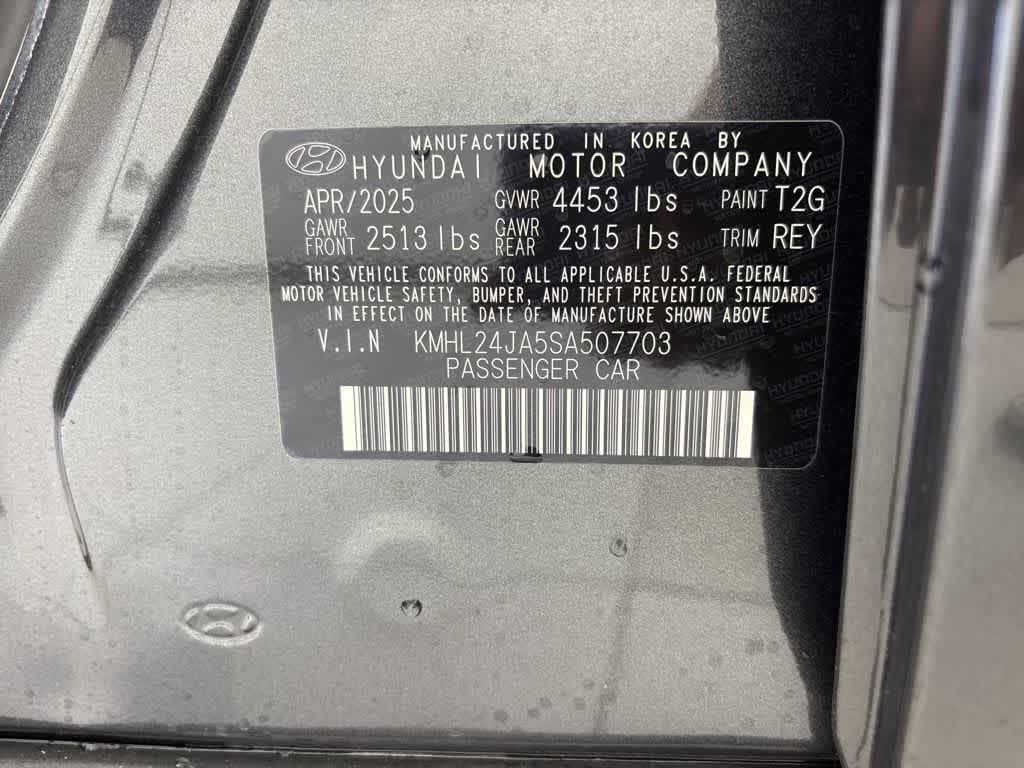 MANUFACTURED IN KOREA BY
HYUNDAI MOTOR COMPANY
APR/2025 GVWR 4453 lbs PAINT T2G
GAWR FRONT 2513 lbs GAWR REAR 2315 lbs TRIM REY
THIS VEHICLE CONFORMS TO ALL APPLICABLE U.S.A. FEDERAL
MOTOR VEHICLE SAFETY, BUMPER, AND THEFT PREVENTION STANDARDS
IN EFFECT ON THE DATE OF MANUFACTURE SHOWN ABOVE
V.I.N KMHL24JA5SA507703
PASSENGER CAR